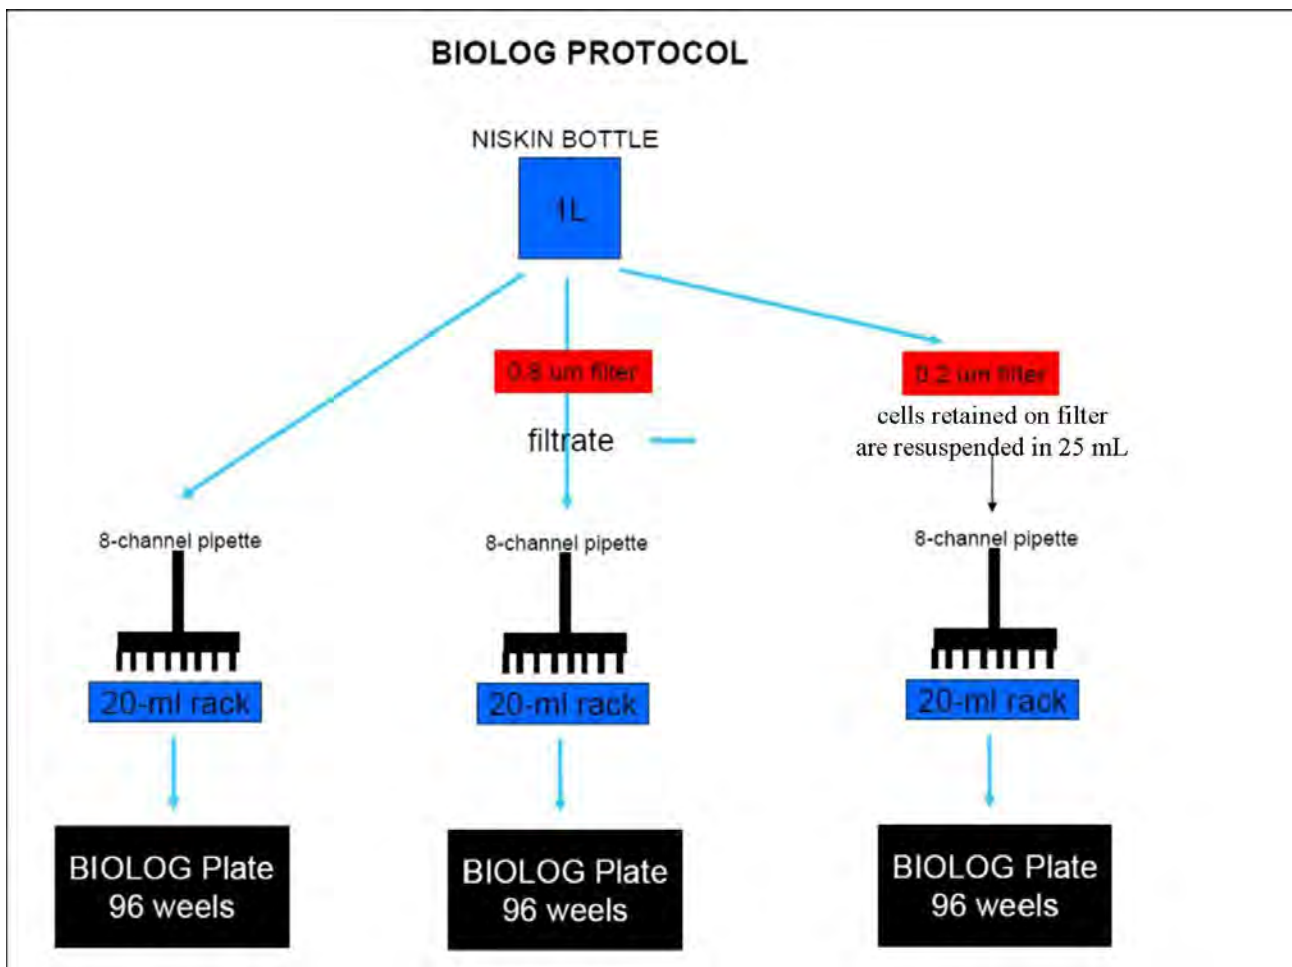 BIOLOG PROTOCOL
NISKIN BOTTLE
1L
0.8 um filter
0.2 um filter
cells retained on filter
are resuspended in 25 mL
filtrate
8-channel pipette
8-channel pipette
8-channel pipette
20-ml rack
20-ml rack
20-ml rack
BIOLOG Plate
96 weels
BIOLOG Plate
96 weels
BIOLOG Plate
96 weels